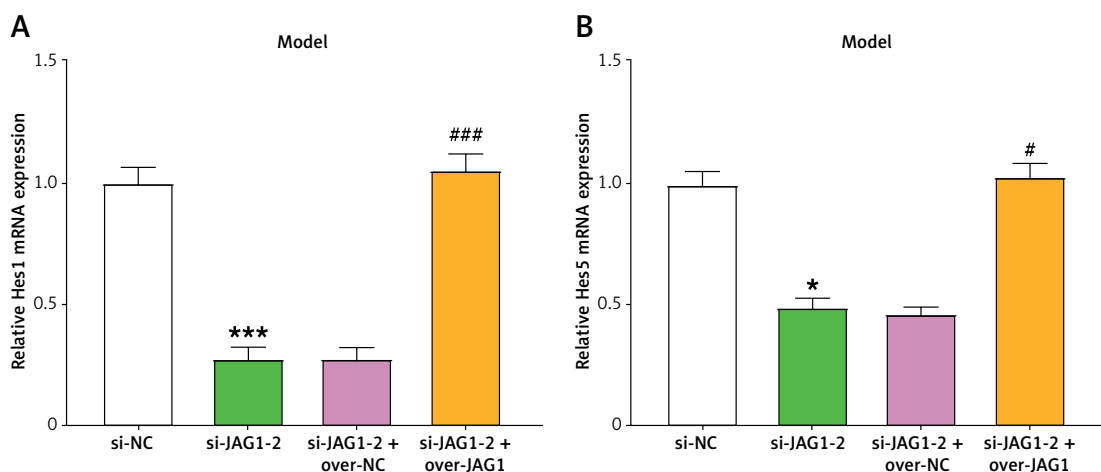 A
Model
Relative Hes1 mRNA expression
1.5
1.0
0.5
0
***
###
si-NC
si-JAG1-2
si-JAG1-2 +
over-NC
si-JAG1-2 +
over-JAG1
B
Model
Relative Hes5 mRNA expression
1.5
1.0
0.5
0
*
#
si-NC
si-JAG1-2
si-JAG1-2 +
over-NC
si-JAG1-2 +
over-JAG1